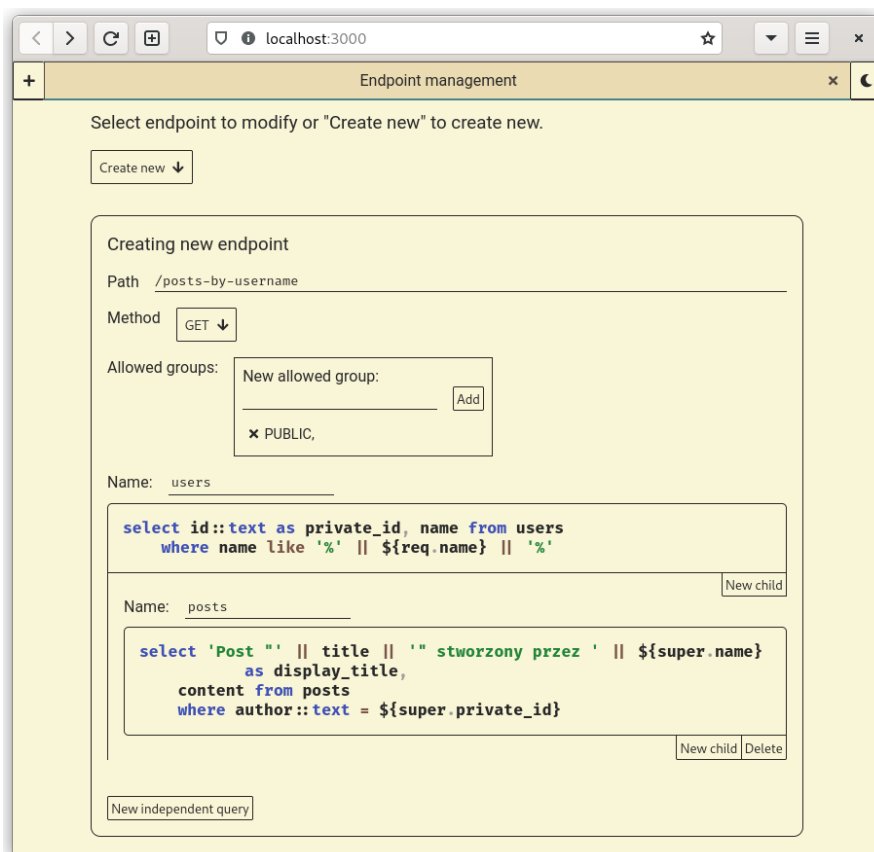 localhost:3000
+ Endpoint management ×
Select endpoint to modify or "Create new" to create new.
Create new ↓
Creating new endpoint
Path /posts-by-username
Method GET ↓
Allowed groups:
New allowed group:
Add
× PUBLIC,
Name: users
select id::text as private_id, name from users
where name like '%' || ${req.name} || '%'
New child
Name: posts
select 'Post "' || title || '" stworzony przez ' || ${super.name}
as display_title,
content from posts
where author::text = ${super.private_id}
New child Delete
New independent query